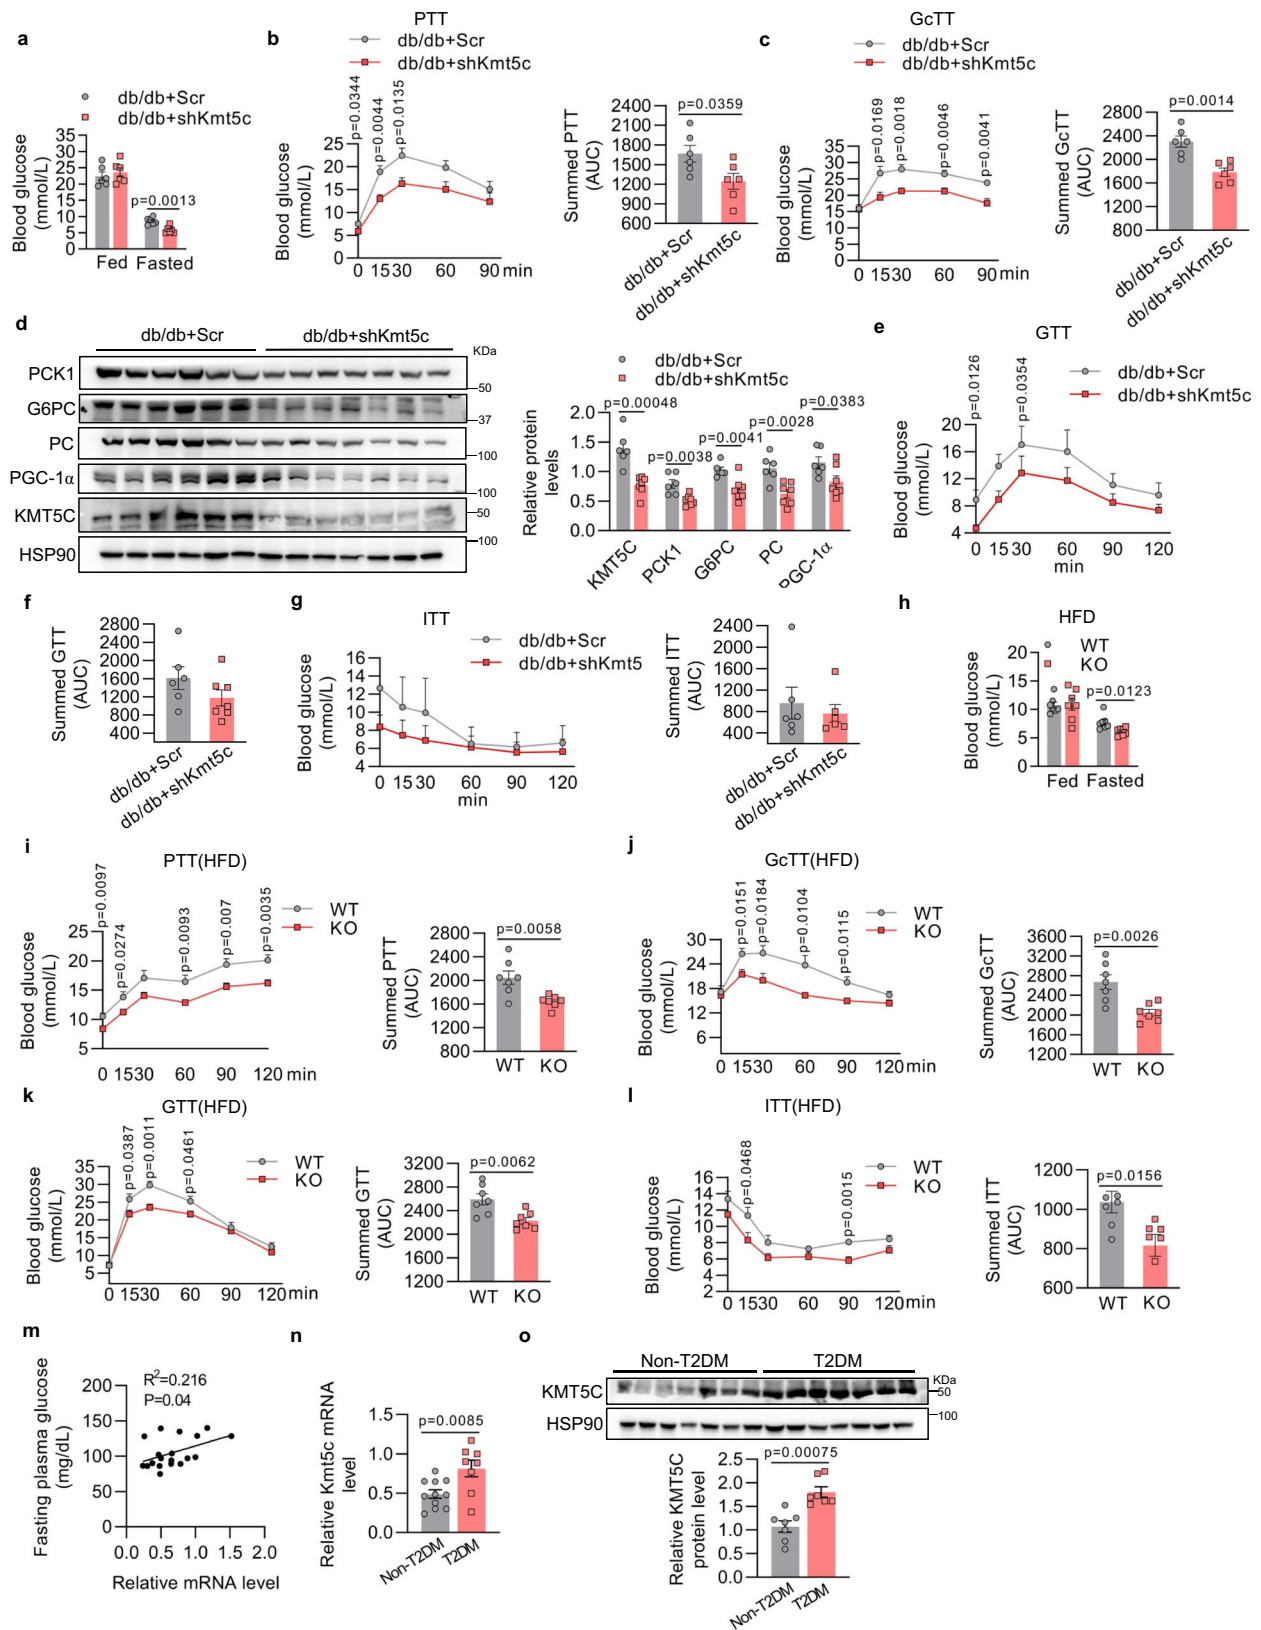 a
db/db+Scr
db/db+shKmt5c
Blood glucose
(mmol/L)
35
30
25
20
15
10
5
0
p=0.0013
Fed Fasted
b
PTT
db/db+Scr
db/db+shKmt5c
p=0.0344
p=0.0044
p=0.0135
Blood glucose
(mmol/L)
25
20
15
10
5
0
0 15 30 60 90 min
Summed PTT
(AUC)
2400
2100
1800
1500
1200
900
600
p=0.0359
db/db+Scr
db/db+shKmt5c
c
GcTT
db/db+Scr
db/db+shKmt5c
p=0.0169
p=0.0018
p=0.0046
p=0.0041
Blood glucose
(mmol/L)
35
30
25
20
15
10
5
0
0 15 30 60 90 min
Summed GcTT
(AUC)
2800
2400
2000
1600
1200
800
p=0.0014
db/db+Scr
db/db+shKmt5c
d
db/db+Scr
db/db+shKmt5c
KDa
PCK1
50
G6PC
37
PC
100
PGC-1α
100
KMT5C
50
HSP90
100
db/db+Scr
db/db+shKmt5c
Relative protein
levels
2.0
1.5
1.0
0.5
0.0
p=0.00048
p=0.0038
p=0.0041
p=0.0028
p=0.0383
KMT5C
PCK1
G6PC
PC
PGC-1α
e
GTT
db/db+Scr
db/db+shKmt5c
p=0.0126
p=0.0354
Blood glucose
(mmol/L)
20
16
12
8
4
0 15 30 60 90 120
min
f
Summed GTT
(AUC)
2800
2400
2000
1600
1200
800
400
db/db+Scr
db/db+shKmt5c
g
ITT
db/db+Scr
db/db+shKmt5
Blood glucose
(mmol/L)
16
14
12
10
8
6
4
0 15 30 60 90 120
min
Summed ITT
(AUC)
2400
2000
1600
1200
800
400
db/db+Scr
db/db+shKmt5c
h
HFD
WT
KO
Blood glucose
(mmol/L)
20
15
10
5
0
p=0.0123
Fed Fasted
i
PTT(HFD)
WT
KO
p=0.0097
p=0.0274
p=0.0093
p=0.007
p=0.0035
Blood glucose
(mmol/L)
25
20
15
10
5
0 15 30 60 90 120 min
Summed PTT
(AUC)
2800
2400
2000
1600
1200
800
p=0.0058
WT KO
j
GcTT(HFD)
WT
KO
p=0.0151
p=0.0184
p=0.0104
p=0.0115
Blood glucose
(mmol/L)
30
24
18
12
6
0 15 30 60 90 120 min
Summed GcTT
(AUC)
3600
3200
2800
2400
2000
1600
1200
p=0.0026
WT KO
k
GTT(HFD)
WT
KO
p=0.0387
p=0.0011
p=0.0461
Blood glucose
(mmol/L)
35
30
25
20
15
10
5
0 15 30 60 90 120 min
Summed GTT
(AUC)
3200
2800
2400
2000
1600
1200
p=0.0062
WT KO
l
ITT(HFD)
WT
KO
p=0.0468
p=0.0015
Blood glucose
(mmol/L)
16
14
12
10
8
6
4
2
0 15 30 60 90 120 min
Summed ITT
(AUC)
1200
1000
800
600
p=0.0156
WT KO
m
R²=0.216
P=0.04
Fasting plasma glucose
(mg/dL)
200
150
100
50
0
0.0 0.5 1.0 1.5 2.0
Relative mRNA level
n
Relative Kmt5c mRNA
level
1.5
1.0
0.5
0.0
p=0.0085
Non-T2DM
T2DM
o
Non-T2DM T2DM
KDa
KMT5C
50
HSP90
100
Relative KMT5C
protein level
2.5
2.0
1.5
1.0
0.5
0.0
p=0.00075
Non-T2DM
T2DM